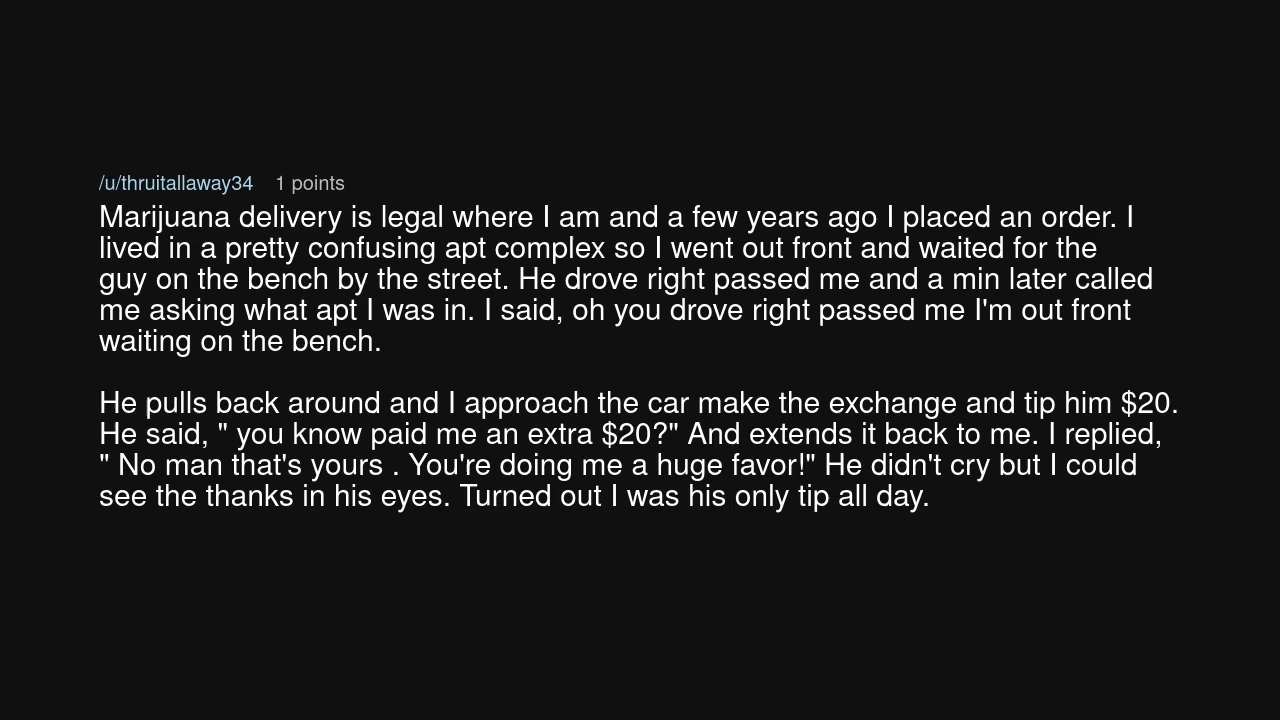 /u/thruitallaway34 1 points
Marijuana delivery is legal where I am and a few years ago I placed an order. I
lived in a pretty confusing apt complex so I went out front and waited for the
guy on the bench by the street. He drove right passed me and a min later called
me asking what apt I was in. I said, oh you drove right passed me I'm out front
waiting on the bench.
He pulls back around and I approach the car make the exchange and tip him $20.
He said, " you know paid me an extra $20?" And extends it back to me. I replied,
" No man that's yours . You're doing me a huge favor!" He didn't cry but I could
see the thanks in his eyes. Turned out I was his only tip all day.